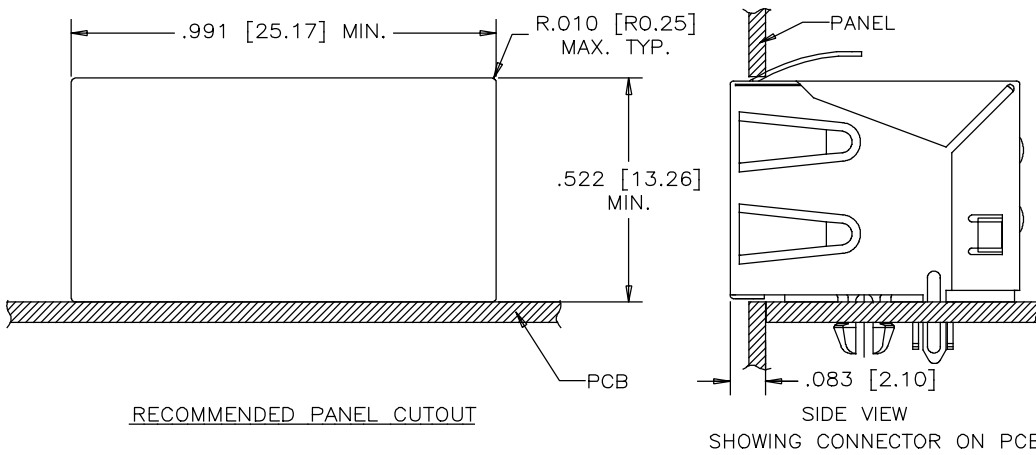 .991 [25.17] MIN.
R.010 [R0.25]
MAX. TYP.
PANEL
.522 [13.26]
MIN.
PCB
.083 [2.10]
RECOMMENDED PANEL CUTOUT
SIDE VIEW
SHOWING CONNECTOR ON PCB